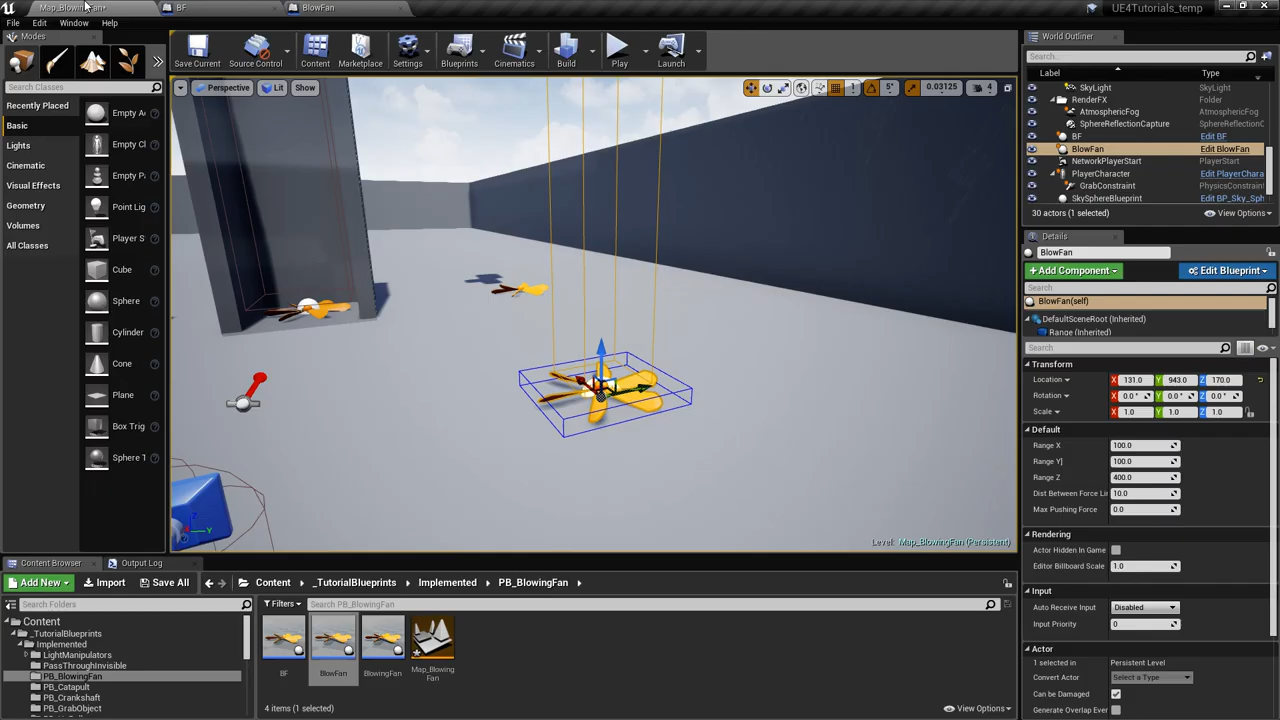 Map_BlowingFan*
BF
BlowFan
UE4Tutorials_temp
File
Edit
Window
Help
Modes
Search Classes
Recently Placed
Basic
Lights
Cinematic
Visual Effects
Geometry
Volumes
All Classes
Empty A
Empty Cl
Empty P
Point Lig
Player S
Cube
Sphere
Cylinder
Cone
Plane
Box Trig
Sphere T
Save Current
Source Control
Content
Marketplace
Settings
Blueprints
Cinematics
Build
Play
Launch
Perspective
Lit
Show
5°
0.03125
4
Level: Map_BlowingFan (Persistent)
World Outliner
Search...
Label
Type
SkyLight
SkyLight
RenderFX
Folder
AtmosphericFog
AtmosphericFog
SphereReflectionCapture
SphereReflectionC
BF
Edit BF
BlowFan
Edit BlowFan
NetworkPlayerStart
PlayerStart
PlayerCharacter
Edit PlayerChara
GrabConstraint
PhysicsConstrain
SkySphereBlueprint
Edit BP_Sky_Sph
30 actors (1 selected)
View Options
Details
BlowFan
+Add Component
Edit Blueprint
Search
BlowFan(self)
DefaultSceneRoot (Inherited)
Range (Inherited)
Search
Transform
Location
X 131.0
Y 943.0
Z 170.0
Rotation
X 0.0 °
Y 0.0 °
Z 0.0 °
Scale
X 1.0
Y 1.0
Z 1.0
Default
Range X
100.0
Range Y]
100.0
Range Z
400.0
Dist Between Force Li
10.0
Max Pushing Force
0.0
Rendering
Actor Hidden In Game
Editor Billboard Scale
1.0
Input
Auto Receive Input
Disabled
Input Priority
0
Actor
1 selected in
Persistent Level
Convert Actor
Select a Type
Can be Damaged
Generate Overlap Ever
Content Browser
Output Log
Add New
Import
Save All
Content
_TutorialBlueprints
Implemented
PB_BlowingFan
Search Folders
Filters
Search PB_BlowingFan
Content
_TutorialBlueprints
Implemented
LightManipulators
PassThroughInvisible
PB_BlowingFan
PB_Catapult
PB_Crankshaft
PB_GrabObject
BF
BlowFan
BlowingFan
Map_Blowing
Fan
4 items (1 selected)
View Options